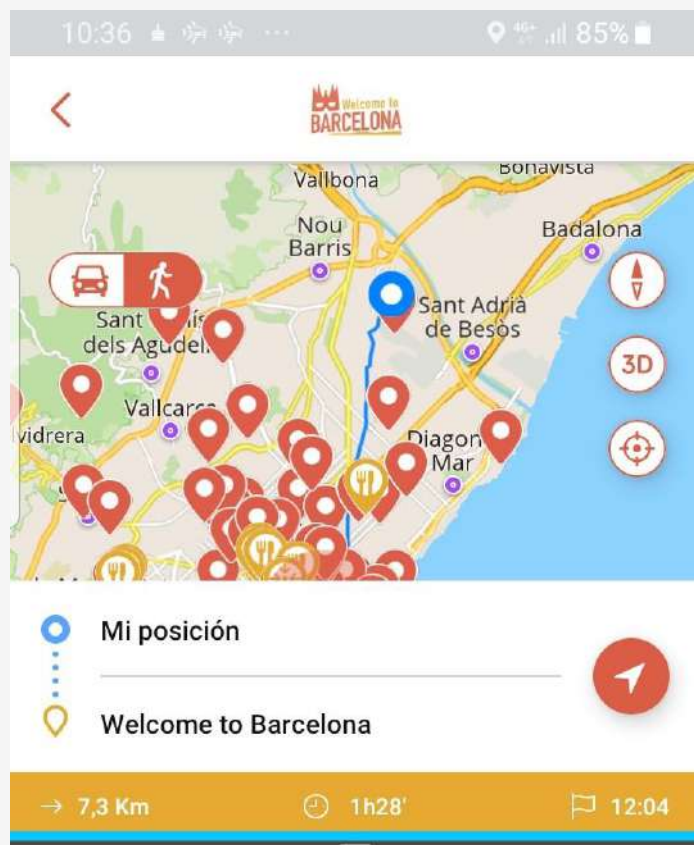 10:36
4G+
85%
Welcome to
BARCELONA
Bonavista
Vallbona
Nou
Barris
Badalona
Sant Adrià
de Besòs
Sant
dels Agudel
3D
Vallcarca
vidrera
Diagon
Mar
Mi posición
Welcome to Barcelona
7,3 Km
1h28'
12:04